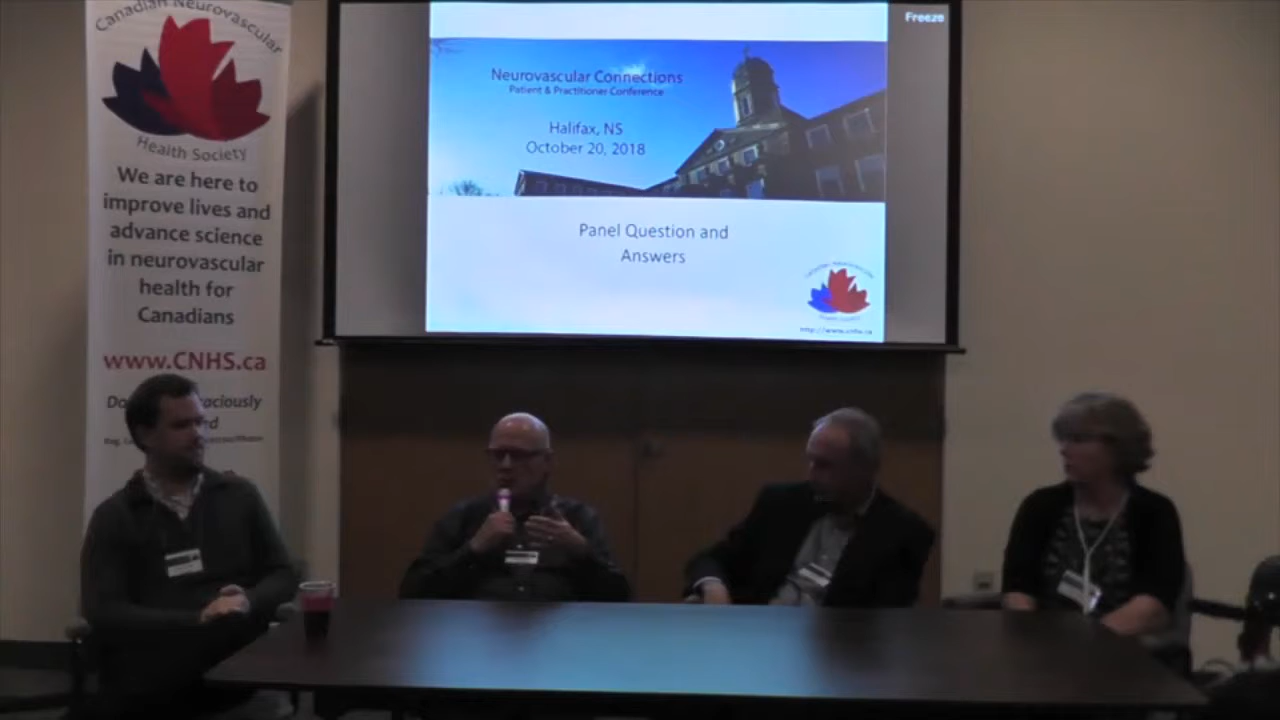 Canadian Neurovascular
Health Society
We are here to
improve lives and
advance science
in neurovascular
health for
Canadians
www.CNHS.ca
Freeze
Neurovascular Connections
Patient & Practitioner Conference
Halifax, NS
October 20, 2018
Panel Question and
Answers
http://www.cnhs.ca